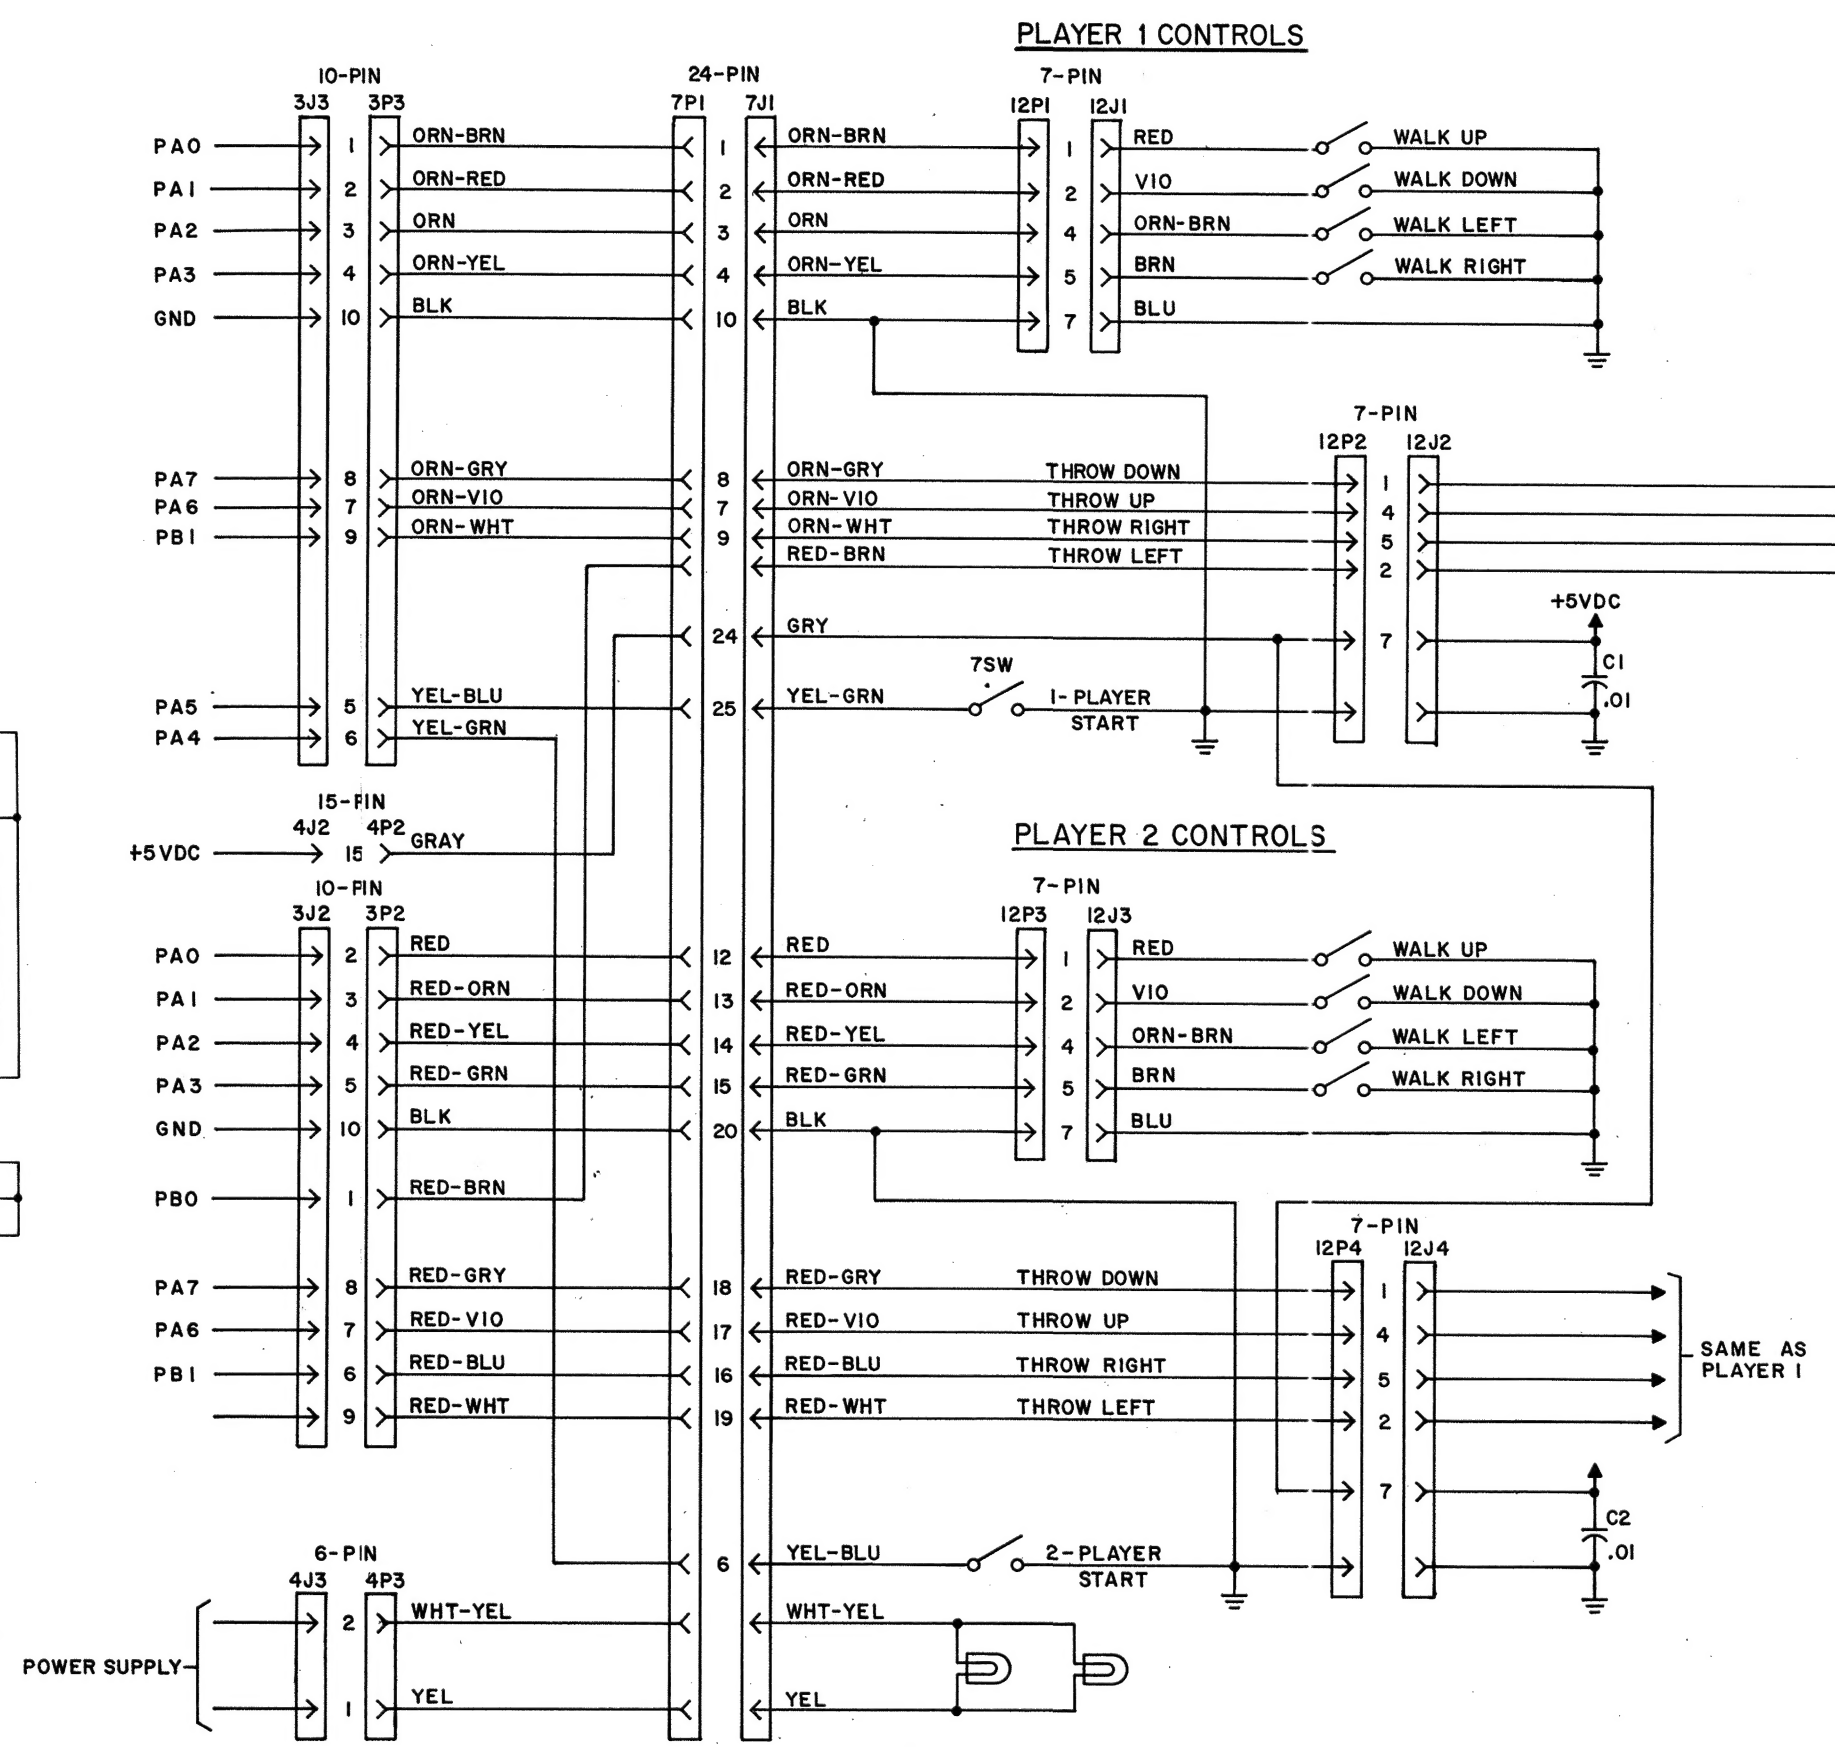 PLAYER 1 CONTROLS
10-PIN 24-PIN 7-PIN
3J3 3P3 7P1 7J1 12P1 12J1
PA0 1 ORN-BRN 1 ORN-BRN 1 RED WALK UP
PA1 2 ORN-RED 2 ORN-RED 2 VIO WALK DOWN
PA2 3 ORN 3 ORN 4 ORN-BRN WALK LEFT
PA3 4 ORN-YEL 4 ORN-YEL 5 BRN WALK RIGHT
GND 10 BLK 10 BLK 7 BLU
7-PIN
12P2 12J2
PA7 8 ORN-GRY 8 ORN-GRY THROW DOWN 1
PA6 7 ORN-VIO 7 ORN-VIO THROW UP 4
PB1 9 ORN-WHT 9 ORN-WHT THROW RIGHT 5
RED-BRN THROW LEFT 2
+5VDC
24 GRY 7
7SW C1
PA5 5 YEL-BLU 25 YEL-GRN 1-PLAYER .01
START
PA4 6 YEL-GRN
15-PIN
4J2 4P2
+5VDC 15 GRAY
PLAYER 2 CONTROLS
10-PIN 7-PIN
3J2 3P2 12P3 12J3
PA0 2 RED 12 RED 1 RED WALK UP
PA1 3 RED-ORN 13 RED-ORN 2 VIO WALK DOWN
PA2 4 RED-YEL 14 RED-YEL 4 ORN-BRN WALK LEFT
PA3 5 RED-GRN 15 RED-GRN 5 BRN WALK RIGHT
GND 10 BLK 20 BLK 7 BLU
PB0 1 RED-BRN
7-PIN
12P4 12J4
PA7 8 RED-GRY 18 RED-GRY THROW DOWN 1
PA6 7 RED-VIO 17 RED-VIO THROW UP 4
PB1 6 RED-BLU 16 RED-BLU THROW RIGHT 5
9 RED-WHT 19 RED-WHT THROW LEFT 2
SAME AS
PLAYER 1
7
C2
.01
6-PIN
4J3 4P3
6 YEL-BLU 2-PLAYER
START
2 WHT-YEL WHT-YEL
POWER SUPPLY
1 YEL YEL